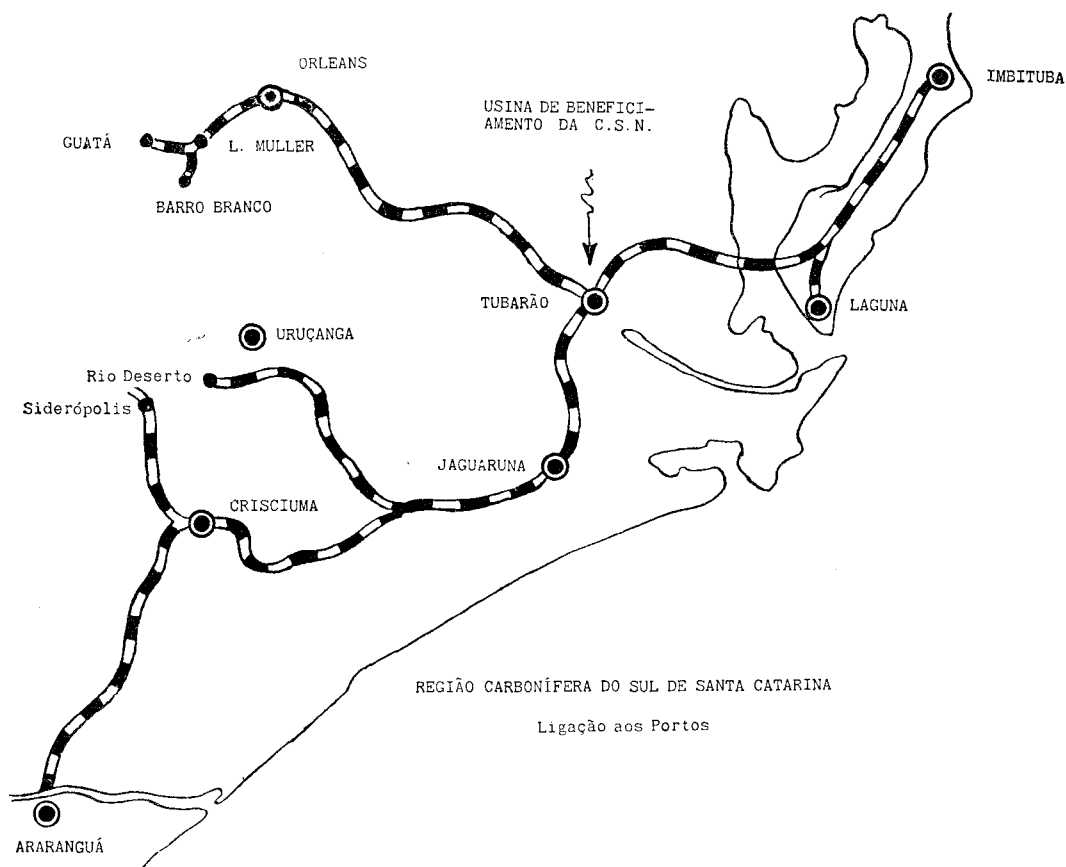 ORLEANS
IMBITUBA
USINA DE BENEFICI-
AMENTO DA C.S.N.
GUATÁ
L. MULLER
BARRO BRANCO
TUBARÃO
LAGUNA
URUÇANGA
Rio Deserto
Siderópolis
JAGUARUNA
CRISCIUMA
REGIÃO CARBONÍFERA DO SUL DE SANTA CATARINA
Ligação aos Portos
ARARANGUÁ